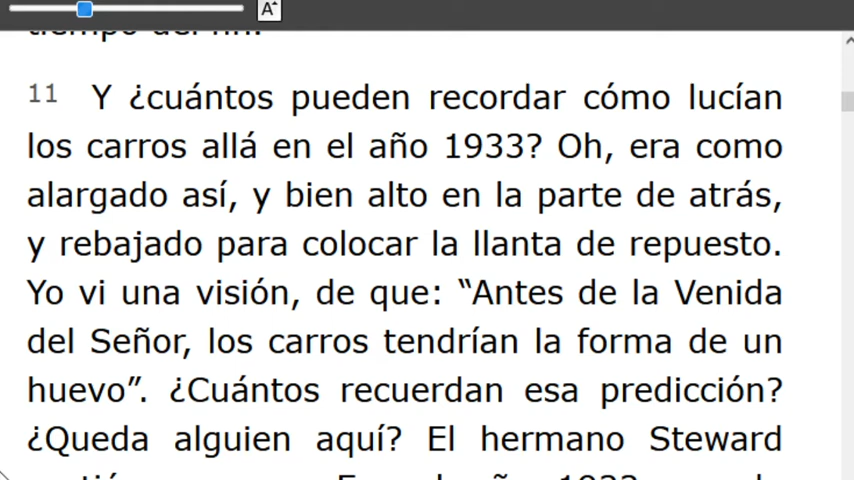 A
tiempo del fin.
11 Y ¿cuántos pueden recordar cómo lucían
los carros allá en el año 1933? Oh, era como
alargado así, y bien alto en la parte de atrás,
y rebajado para colocar la llanta de repuesto.
Yo vi una visión, de que: “Antes de la Venida
del Señor, los carros tendrían la forma de un
huevo”. ¿Cuántos recuerdan esa predicción?
¿Queda alguien aquí? El hermano Steward